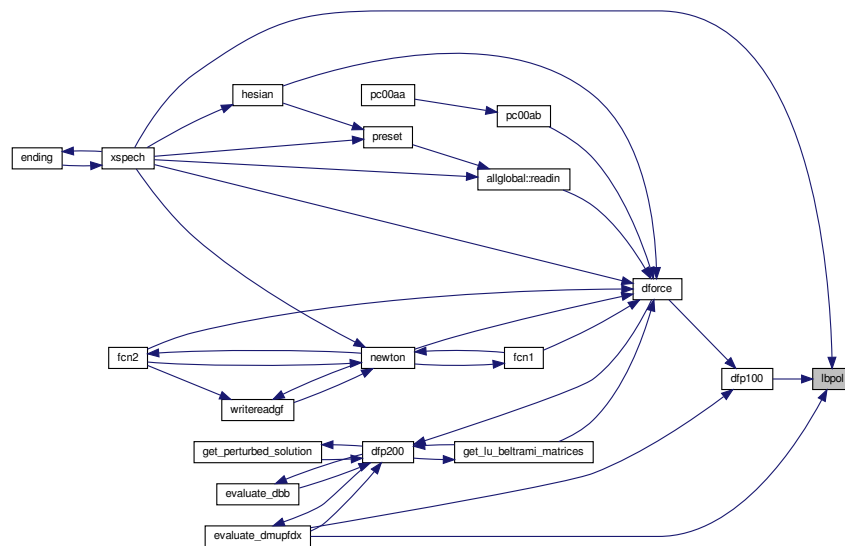 hesian
pc00aa
pc00ab
preset
ending
xspech
allglobal::readin
dforce
fcn2
newton
fcn1
dfp100
lbpol
writereadgf
get_perturbed_solution
dfp200
get_lu_beltrami_matrices
evaluate_dbb
evaluate_dmupfdx